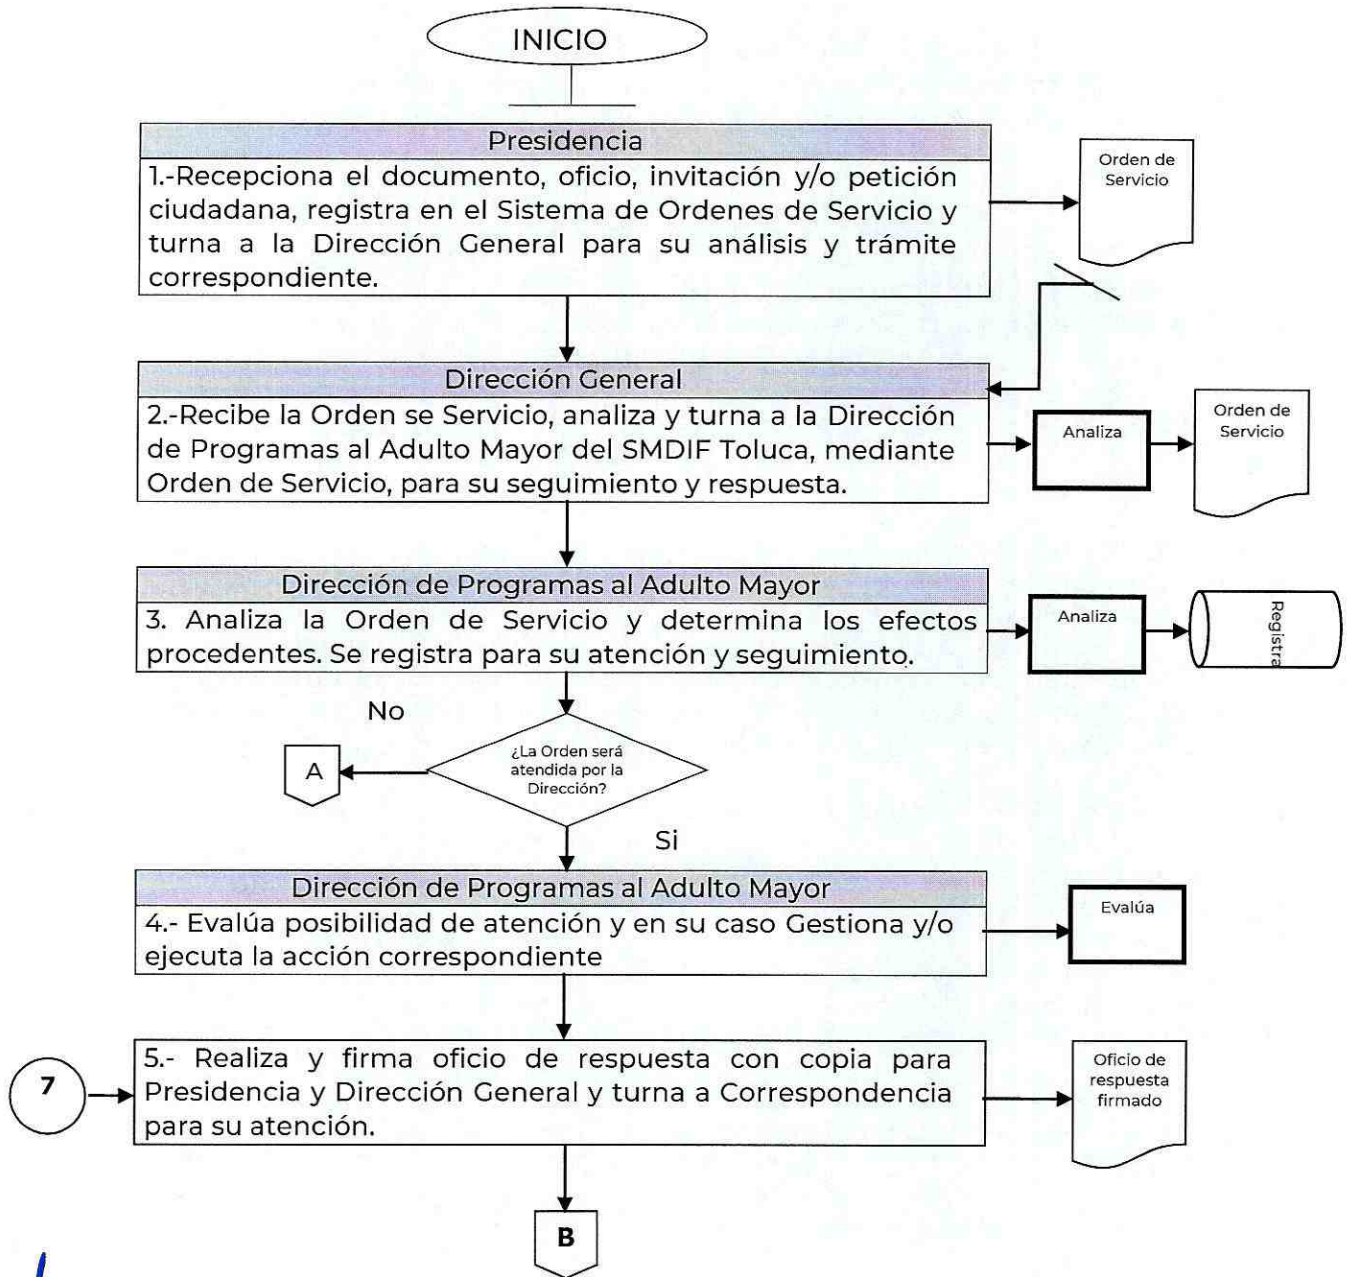 INICIO
Presidencia
1.-Recepciona el documento, oficio, invitación y/o petición
ciudadana, registra en el Sistema de Ordenes de Servicio y
turna a la Dirección General para su análisis y trámite
correspondiente.
Orden de
Servicio
Dirección General
2.-Recibe la Orden se Servicio, analiza y turna a la Dirección
de Programas al Adulto Mayor del SMDIF Toluca, mediante
Orden de Servicio, para su seguimiento y respuesta.
Analiza
Orden de
Servicio
Dirección de Programas al Adulto Mayor
3. Analiza la Orden de Servicio y determina los efectos
procedentes. Se registra para su atención y seguimiento.
Analiza
Registra
No
A
¿La Orden será
atendida por la
Dirección?
Si
Dirección de Programas al Adulto Mayor
4.- Evalúa posibilidad de atención y en su caso Gestiona y/o
ejecuta la acción correspondiente
Evalúa
7
5.- Realiza y firma oficio de respuesta con copia para
Presidencia y Dirección General y turna a Correspondencia
para su atención.
Oficio de
respuesta
firmado
B